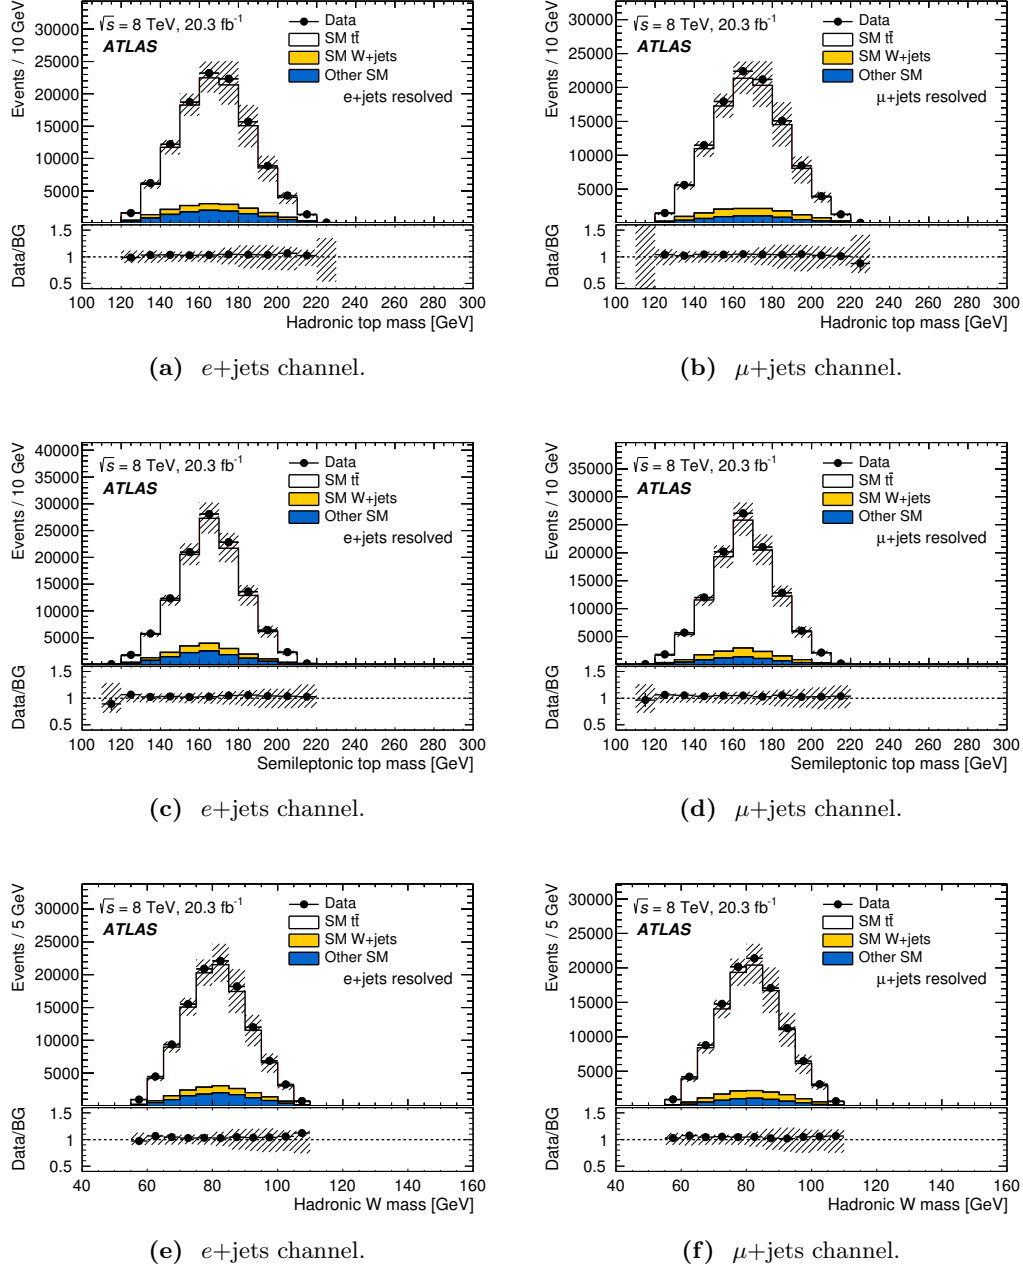 Events / 10 GeV
30000
25000
20000
15000
10000
5000
√s = 8 TeV, 20.3 fb⁻¹
ATLAS
Data
SM tt̄
SM W+jets
Other SM
e+jets resolved
Data/BG
1.5
1
0.5
100 120 140 160 180 200 220 240 260 280 300
Hadronic top mass [GeV]
(a) e+jets channel.
Events / 10 GeV
30000
25000
20000
15000
10000
5000
√s = 8 TeV, 20.3 fb⁻¹
ATLAS
Data
SM tt̄
SM W+jets
Other SM
μ+jets resolved
Data/BG
1.5
1
0.5
100 120 140 160 180 200 220 240 260 280 300
Hadronic top mass [GeV]
(b) μ+jets channel.
Events / 10 GeV
40000
35000
30000
25000
20000
15000
10000
5000
√s = 8 TeV, 20.3 fb⁻¹
ATLAS
Data
SM tt̄
SM W+jets
Other SM
e+jets resolved
Data/BG
1.5
1
0.5
100 120 140 160 180 200 220 240 260 280 300
Semileptonic top mass [GeV]
(c) e+jets channel.
Events / 10 GeV
35000
30000
25000
20000
15000
10000
5000
√s = 8 TeV, 20.3 fb⁻¹
ATLAS
Data
SM tt̄
SM W+jets
Other SM
μ+jets resolved
Data/BG
1.5
1
0.5
100 120 140 160 180 200 220 240 260 280 300
Semileptonic top mass [GeV]
(d) μ+jets channel.
Events / 5 GeV
30000
25000
20000
15000
10000
5000
√s = 8 TeV, 20.3 fb⁻¹
ATLAS
Data
SM tt̄
SM W+jets
Other SM
e+jets resolved
Data/BG
1.5
1
0.5
40 60 80 100 120 140 160
Hadronic W mass [GeV]
(e) e+jets channel.
Events / 5 GeV
30000
25000
20000
15000
10000
5000
√s = 8 TeV, 20.3 fb⁻¹
ATLAS
Data
SM tt̄
SM W+jets
Other SM
μ+jets resolved
Data/BG
1.5
1
0.5
40 60 80 100 120 140 160
Hadronic W mass [GeV]
(f) μ+jets channel.